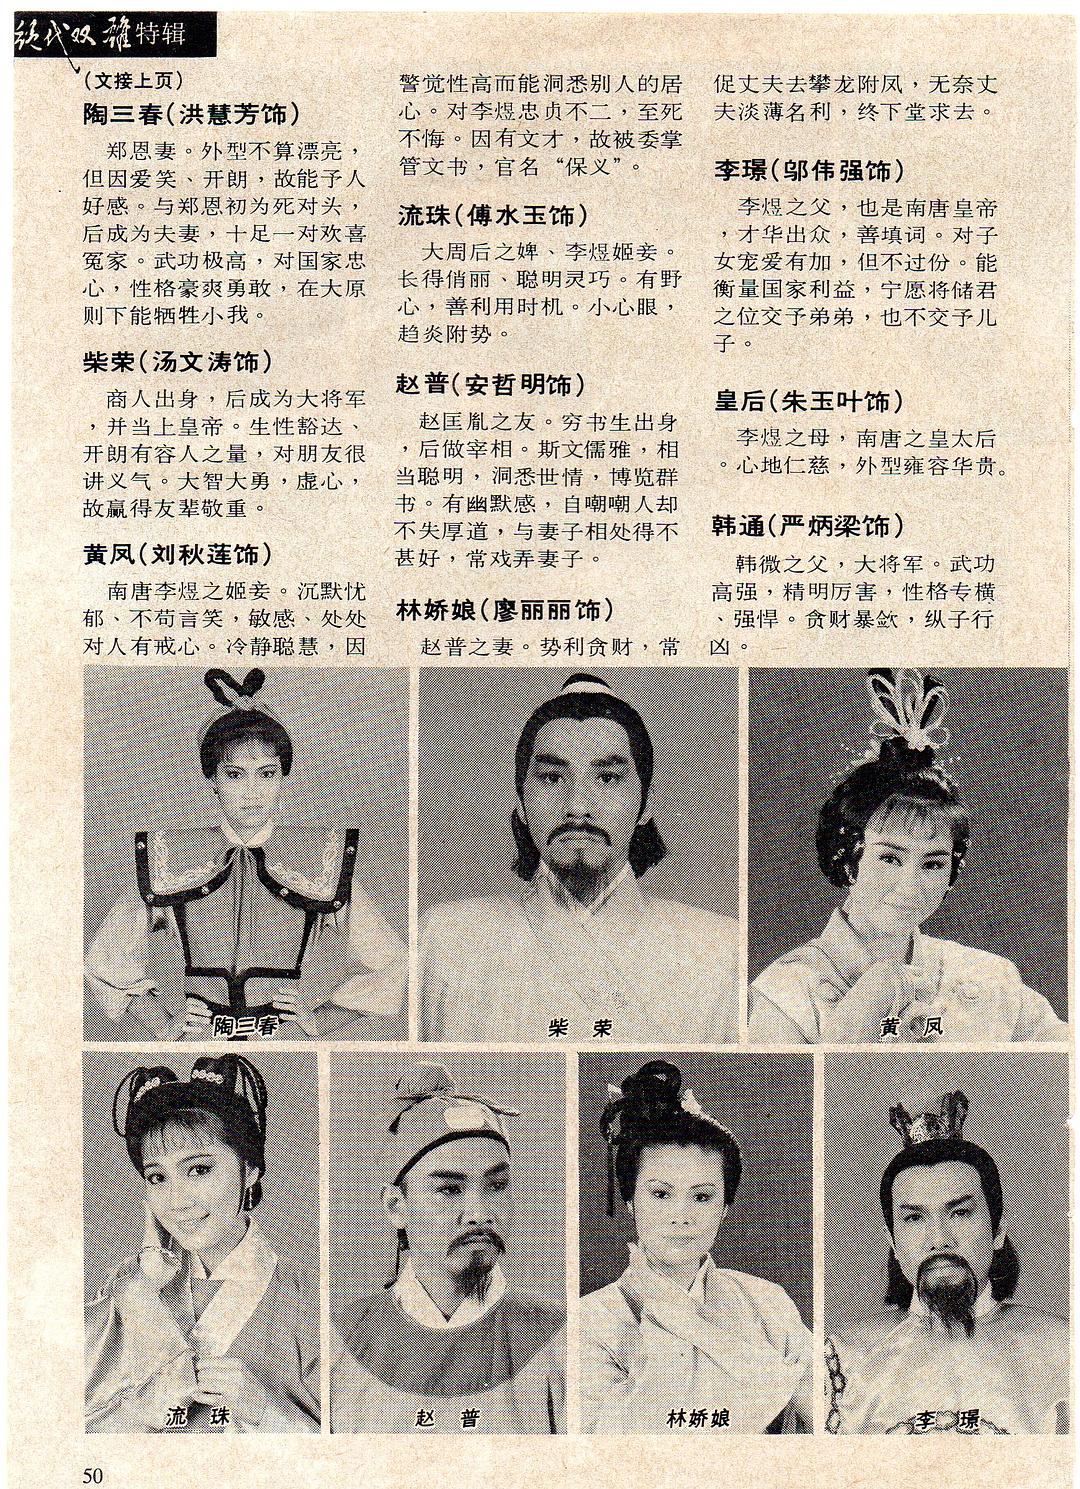 绝代双雄特辑
(文接上页)
陶三春(洪慧芳饰)
郑恩妻。外型不算漂亮，
但因爱笑、开朗，故能予人
好感。与郑恩初为死对头，
后成为夫妻，十足一对欢喜
冤家。武功极高，对国家忠
心，性格豪爽勇敢，在大原
则下能牺牲小我。
柴荣(汤文涛饰)
商人出身，后成为大将军
，并当上皇帝。生性豁达、
开朗有容人之量，对朋友很
讲义气。大智大勇，虚心，
故赢得友辈敬重。
黄凤(刘秋莲饰)
南唐李煜之姬妾。沉默忧
郁、不苟言笑，敏感、处处
对人有戒心。冷静聪慧，因
警觉性高而能洞悉别人的居
心。对李煜忠贞不二，至死
不悔。因有文才，故被委掌
管文书，官名“保义”。
流珠(傅水玉饰)
大周后之婢、李煜姬妾。
长得俏丽、聪明灵巧。有野
心，善利用时机。小心眼，
趋炎附势。
赵普(安哲明饰)
赵匡胤之友。穷书生出身
，后做宰相。斯文儒雅，相
当聪明，洞悉世情，博览群
书。有幽默感，自嘲嘲人却
不失厚道，与妻子相处得不
甚好，常戏弄妻子。
林娇娘(廖丽丽饰)
赵普之妻。势利贪财，常
促丈夫去攀龙附凤，无奈丈
夫淡薄名利，终下堂求去。
李璟(邬伟强饰)
李煜之父，也是南唐皇帝
，才华出众，善填词。对子
女宠爱有加，但不过份。能
衡量国家利益，宁愿将储君
之位交予弟弟，也不交予儿
子。
皇后(朱玉叶饰)
李煜之母，南唐之皇太后
。心地仁慈，外型雍容华贵。
韩通(严炳梁饰)
韩微之父，大将军。武功
高强，精明厉害，性格专横
、强悍。贪财暴敛，纵子行
凶。
陶三春
柴荣
黄凤
流珠
赵普
林娇娘
李璟
50